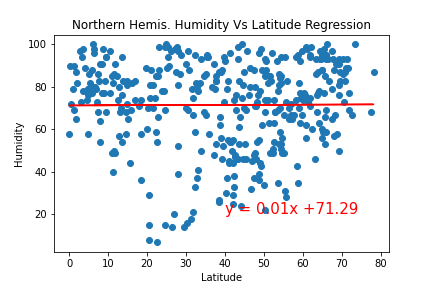 Northern Hemis. Humidity Vs Latitude Regression
100
80
60
40
20
Humidity
y = 0.01x +71.29
0 10 20 30 40 50 60 70 80
Latitude